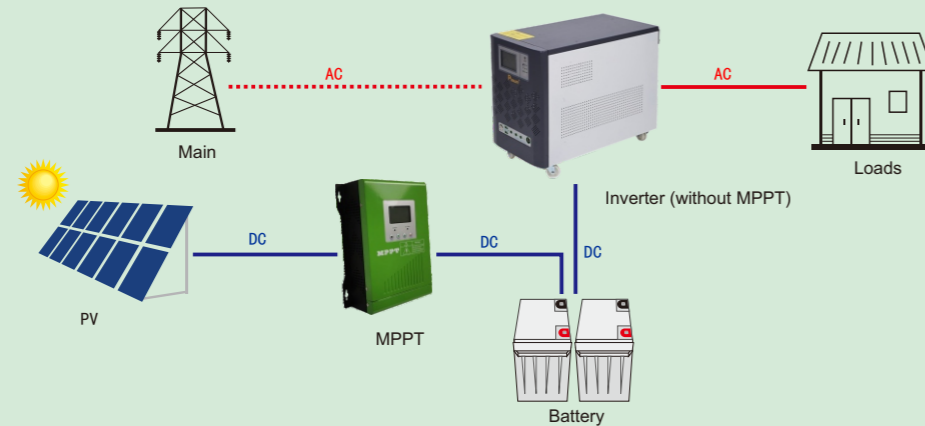 AC
AC
Main
Loads
Inverter (without MPPT)
DC
DC
DC
MPPT
PV
MPPT
Battery